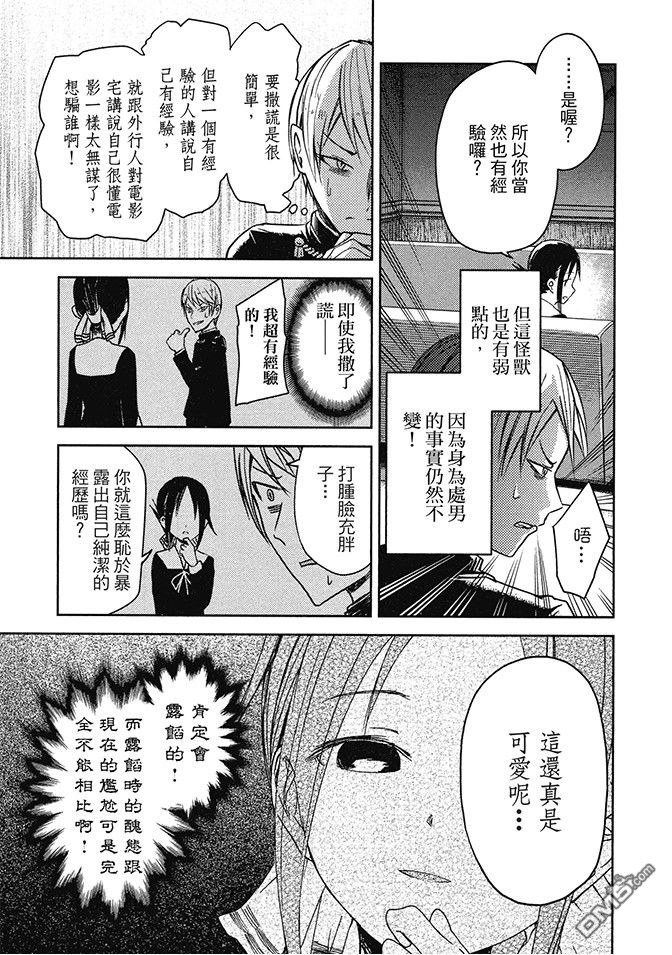 ……是喔？
所以你當
然也有經
驗囉？
但這怪獸
也是有弱
點的，
因為身為處男
的事實仍然不
變！
唔…
要撒謊是很
簡單，
但對一個有經
驗的人講說自
己有經驗，
就跟外行人對電影
宅講說自己很懂電
影一樣太無謀了，
想騙誰啊！
即使我撒了
謊——
我超有經驗
的！
打腫臉充胖
子…
你就這麼恥於暴
露出自己純潔的
經歷嗎？
這還真是
可愛呢…
肯定會
露餡的！
而露餡時的醜態跟
現在的尷尬可是完
全不能相比啊！
DM5.com